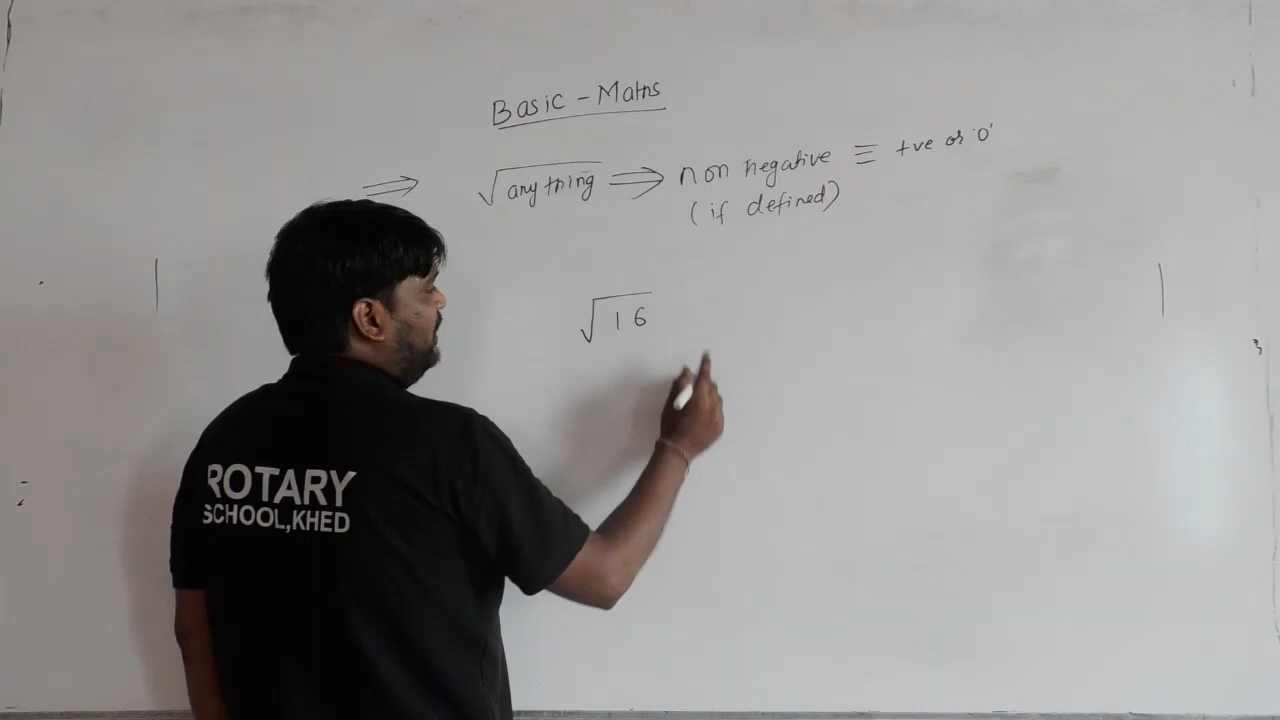 Basic - Maths
⇒ √anything ⇒ non negative ≡ +ve or '0'
(if defined)
√16
ROTARY
SCHOOL,KHED